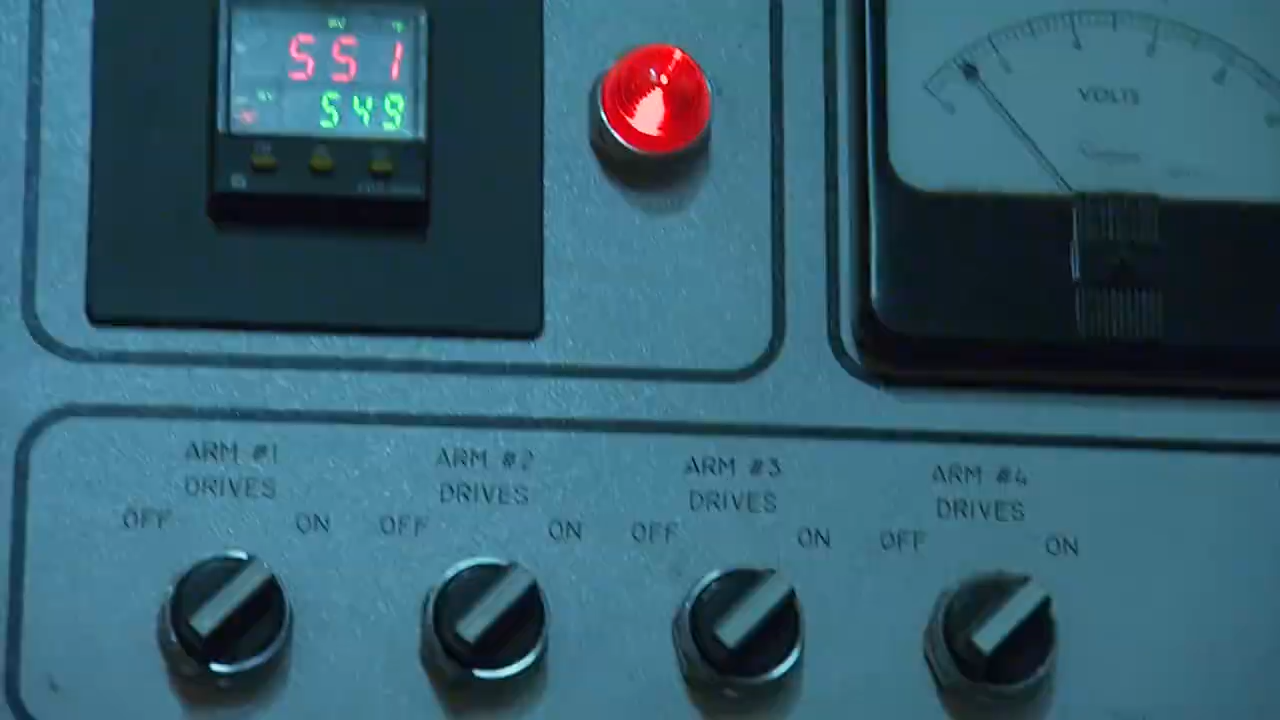 551
549
VOLTS
ARM #1
DRIVES
OFF ON
ARM #2
DRIVES
OFF ON
ARM #3
DRIVES
OFF ON
ARM #4
DRIVES
OFF ON